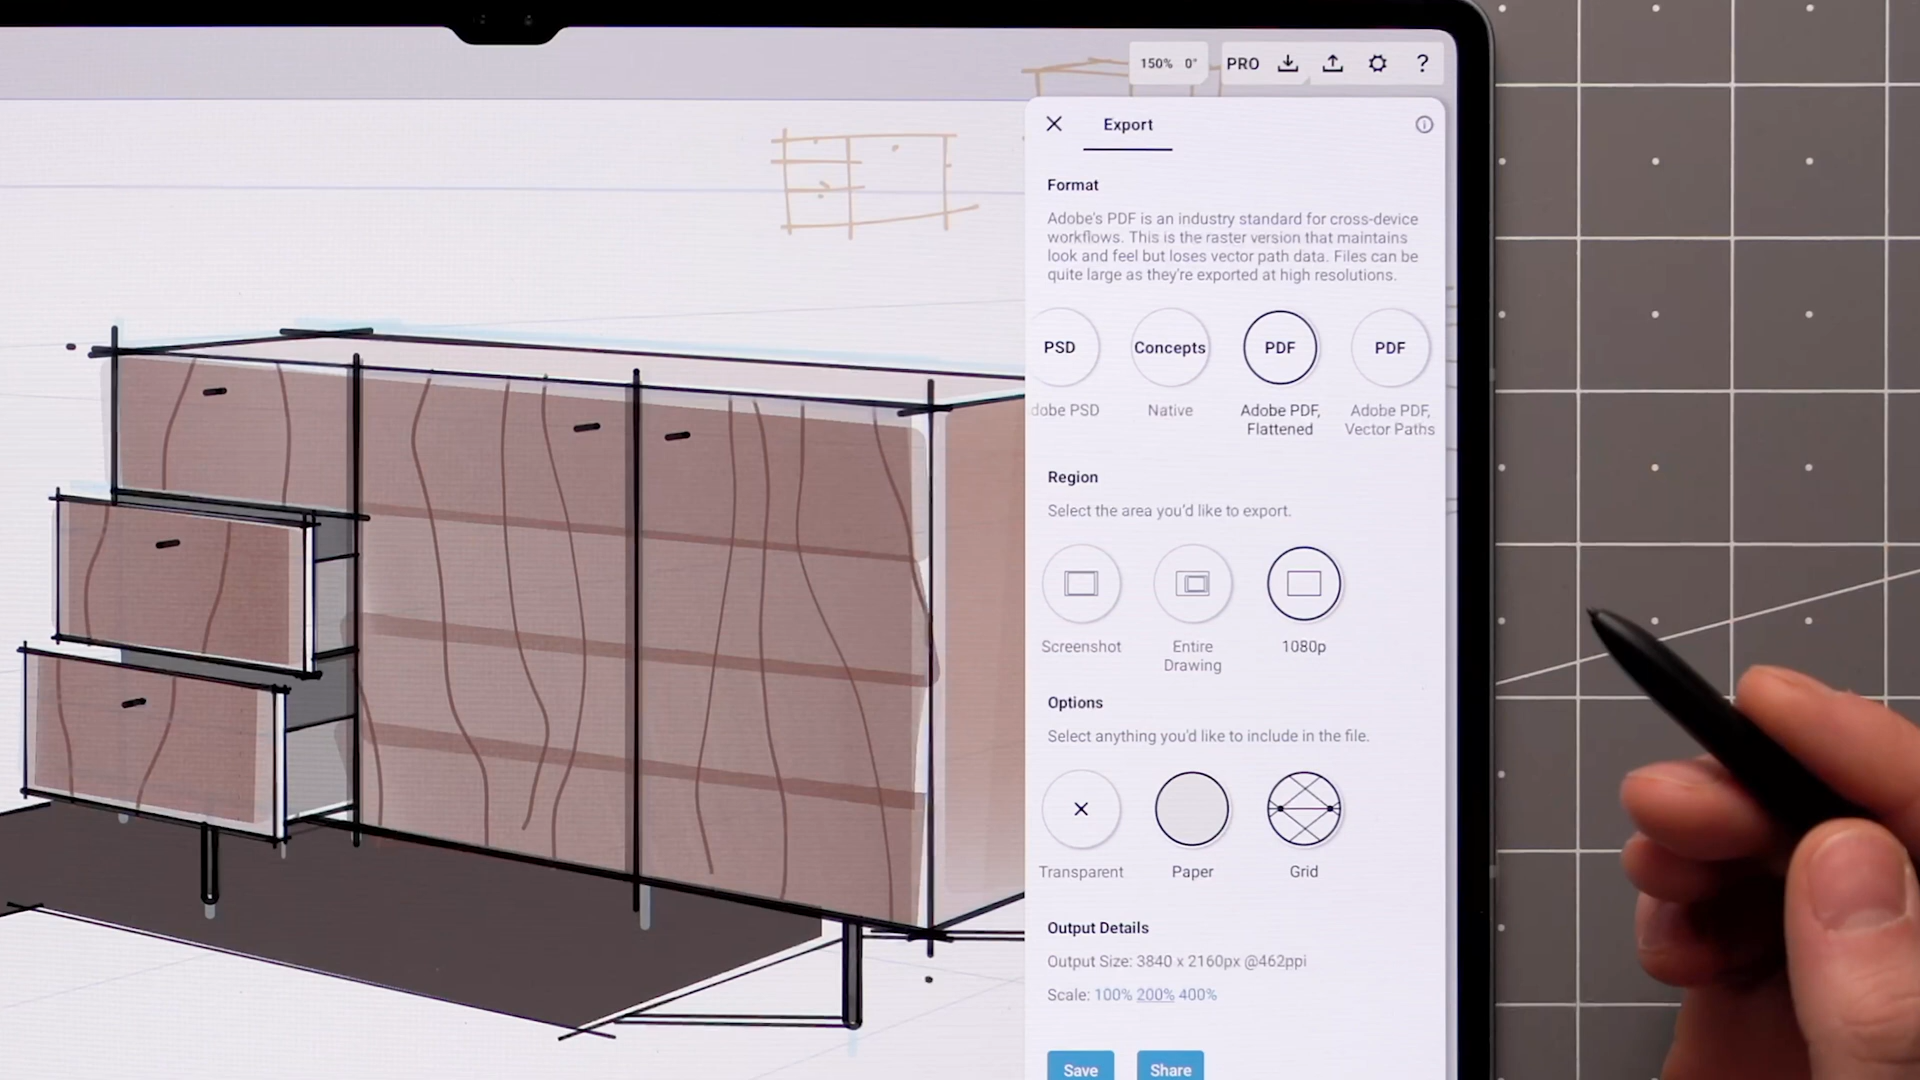 150% 0°
PRO
?
Export
Format
Adobe's PDF is an industry standard for cross-device
workflows. This is the raster version that maintains
look and feel but loses vector path data. Files can be
quite large as they're exported at high resolutions.
PSD Concepts PDF PDF
dobe PSD Native Adobe PDF, Flattened Adobe PDF, Vector Paths
Region
Select the area you'd like to export.
Screenshot Entire Drawing 1080p
Options
Select anything you'd like to include in the file.
Transparent Paper Grid
Output Details
Output Size: 3840 x 2160px @462ppi
Scale: 100% 200% 400%
Save Share